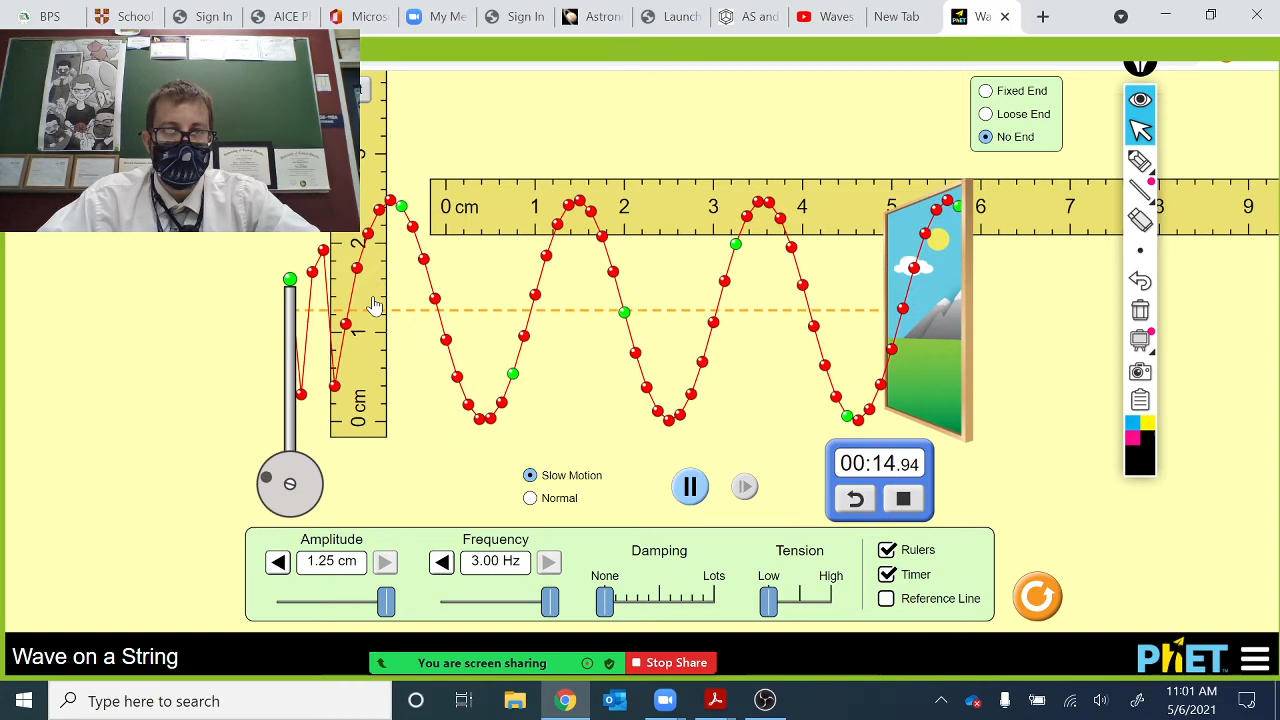 BPS
School
Sign In
AICE Pl
Micros
My Me
Sign In
Astron
Launc
AS and
Waves
New Tab
Wa
Fixed End
Loose End
No End
0 cm 1 2 3 4 5 6 7 8 9
2
1
0 cm
Slow Motion
Normal
00:14.94
Amplitude
1.25 cm
Frequency
3.00 Hz
Damping
None Lots
Tension
Low High
Rulers
Timer
Reference Line
Wave on a String
You are screen sharing
Stop Share
PhET
Type here to search
11:01 AM
5/6/2021